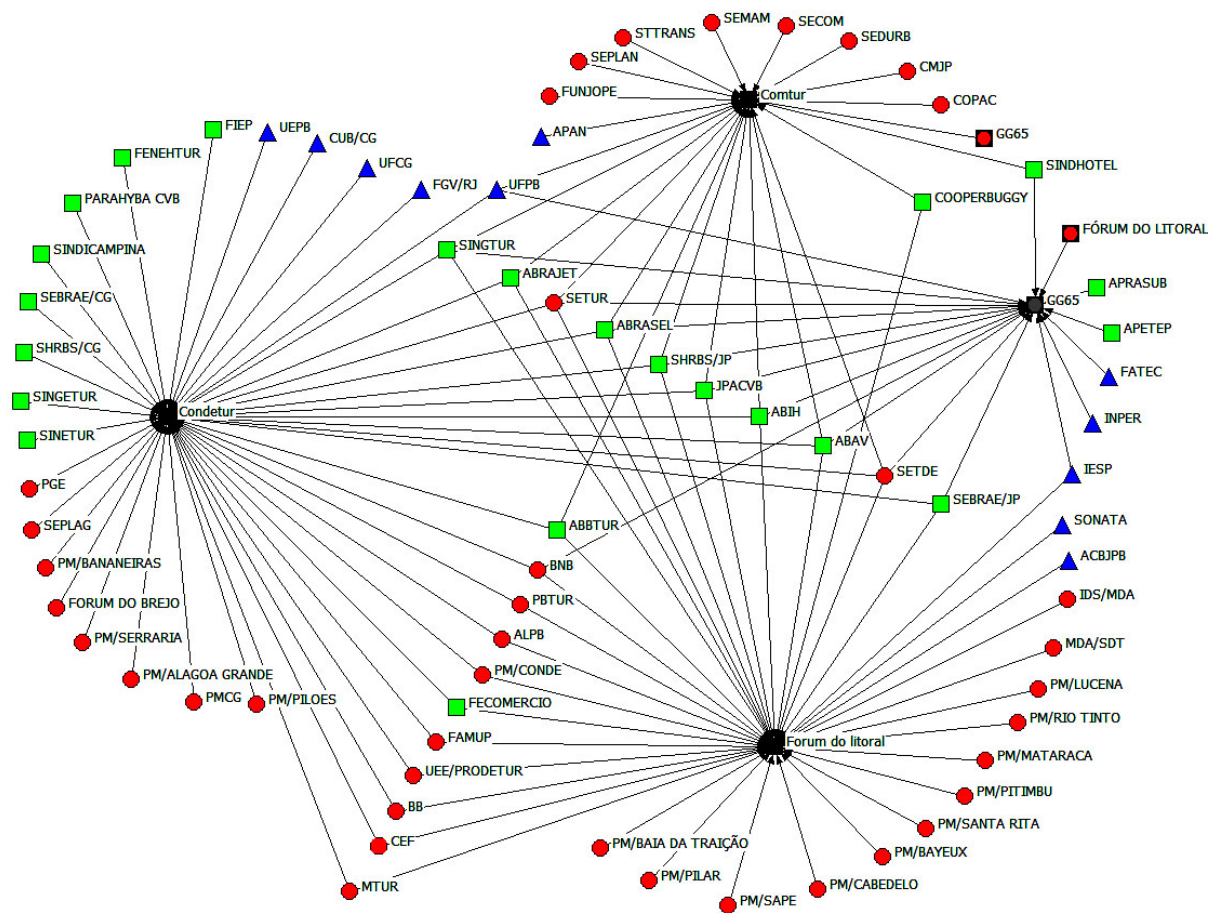 SEMAM
SECOM
STTRANS
SEDURB
SEPLAN
CMJP
FUNJOPE
Comtur
COPAC
FIEP
UEPB
CUB/CG
APAN
GG65
FENEHTUR
UFCG
SINDHOTEL
FGV/RJ
UFPB
PARAHYBA CVB
COOPERBUGGY
FÓRUM DO LITORAL
SINDICAMPINA
SINGTUR
ABRAJET
APRASUB
SEBRAE/CG
SETUR
GG65
ABRASEL
APETEP
SHRBS/CG
SHRBS/JP
FATEC
JPACVB
SINGETUR
Condetur
ABIH
INPER
SINETUR
ABAV
PGE
SETDE
IESP
SEBRAE/JP
SEPLAG
ABBTUR
SONATA
PM/BANANEIRAS
BNB
ACBJPB
FORUM DO BREJO
PBTUR
IDS/MDA
PM/SERRARIA
ALPB
MDA/SDT
PM/ALAGOA GRANDE
PM/CONDE
PM/LUCENA
PMCG
PM/PILOES
FECOMERCIO
PM/RIO TINTO
FAMUP
Forum do litoral
PM/MATARACA
UEE/PRODETUR
PM/PITIMBU
BB
PM/SANTA RITA
CEF
PM/BAIA DA TRAIÇÃO
PM/BAYEUX
MTUR
PM/PILAR
PM/CABEDELO
PM/SAPE